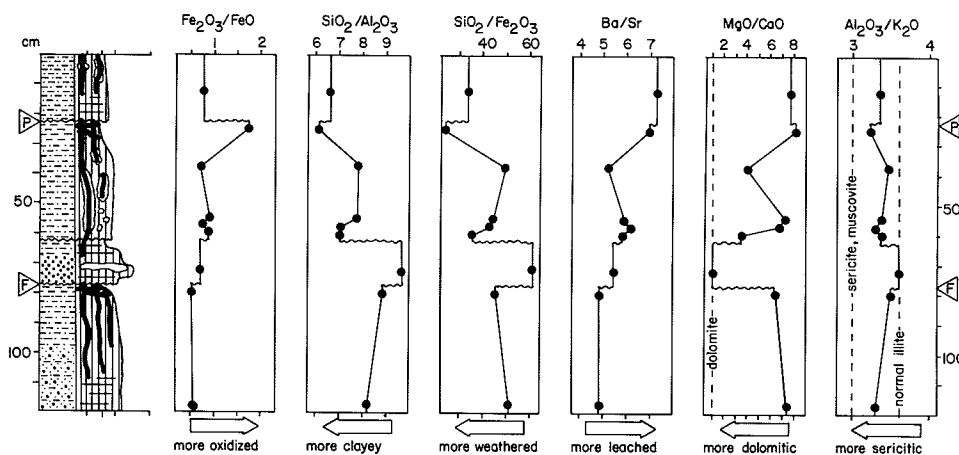 Fe₂O₃/FeO SiO₂/Al₂O₃ SiO₂/Fe₂O₃ Ba/Sr MgO/CaO Al₂O₃/K₂O
cm 1 2 6 7 8 9 40 60 4 5 6 7 2 4 6 8 3 4
P P
50 50
sericite, muscovite
F F
dolomite
normal illite
100 100
more oxidized more clayey more weathered more leached more dolomitic more sericitic